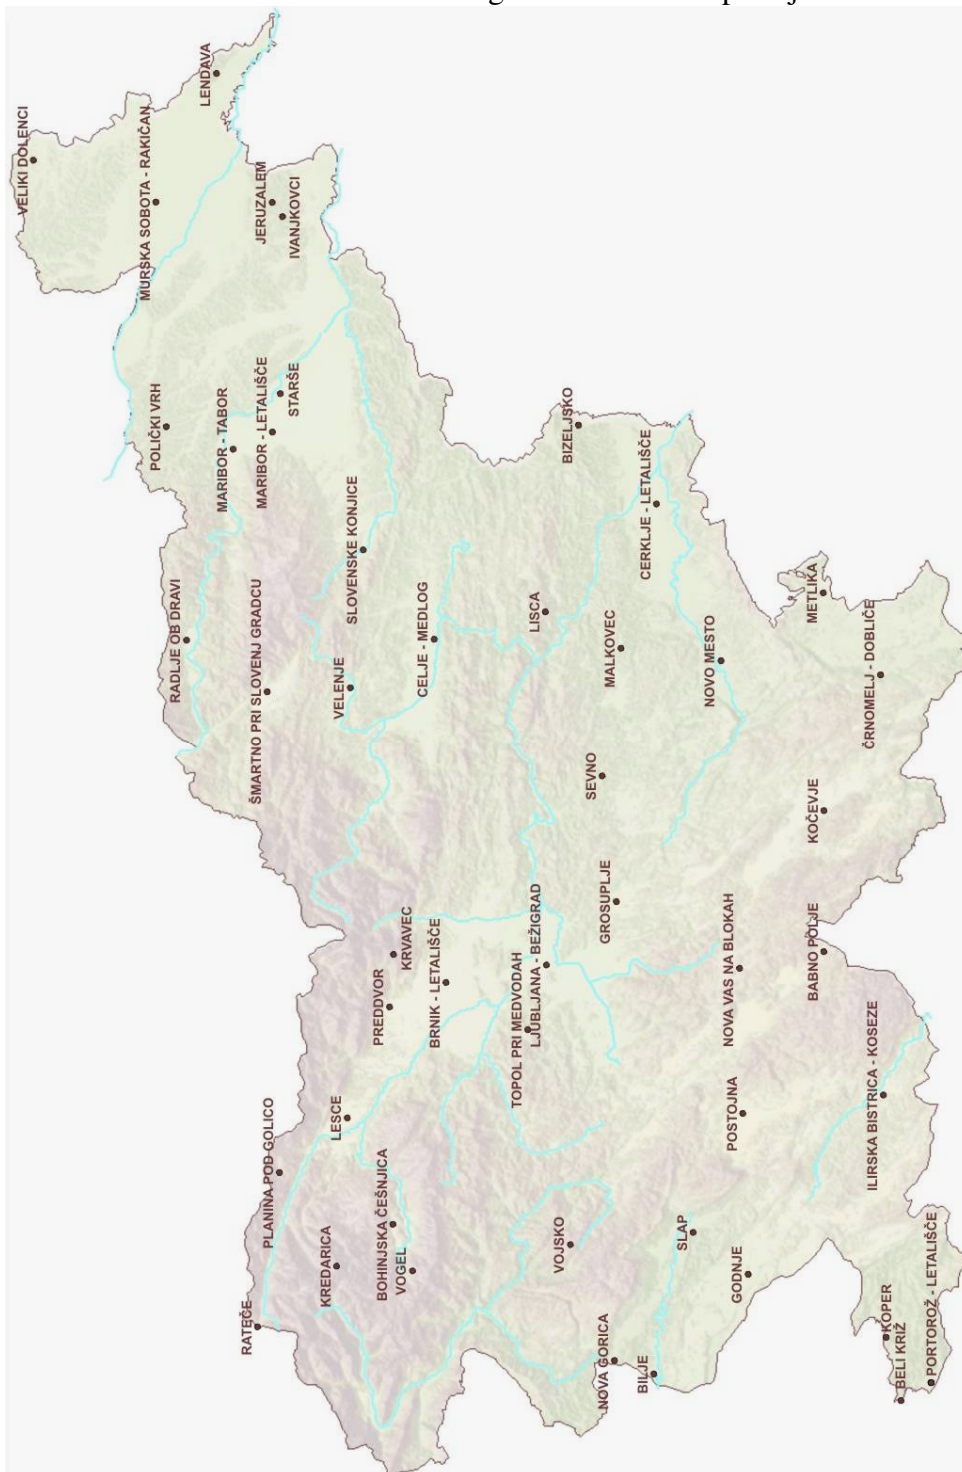 VELIKI DOLENCI
LENDAVA
MURSKA SOBOTA - RAKIČAN
JERUZALEM
IVANJKOVCI
POLIČKI VRH
MARIBOR - TABOR
MARIBOR - LETALIŠČE
STARŠE
RADLJE OB DRAVI
ŠMARTNO PRI SLOVENJ GRADCU
SLOVENSKE KONJICE
VELENJE
CELJE - MEDLOG
BIZELJSKO
CERKLJE - LETALIŠČE
LISCA
MALKOVEC
NOVO MESTO
METLIKA
ČRNOMELJ - DOBLIČE
SEVNO
KOČEVJE
GROSUPLJE
KRVAVEC
PREDDVOR
BRNIK - LETALIŠČE
TOPOL PRI MEDVODAH
LJUBLJANA - BEŽIGRAD
NOVA VAS NA BLOKAH
BABNO POLJE
LESCE
PLANINA POD GOLICO
POSTOJNA
ILIRSKA BISTRICA - KOSEZE
RATEČE
KREDARICA
BOHINJSKA ČEŠNJICA
VOGEL
VOJSKO
SLAP
GODNJE
NOVA GORICA
BILJE
KOPER
BELI KRIŽ
PORTOROŽ - LETALIŠČE